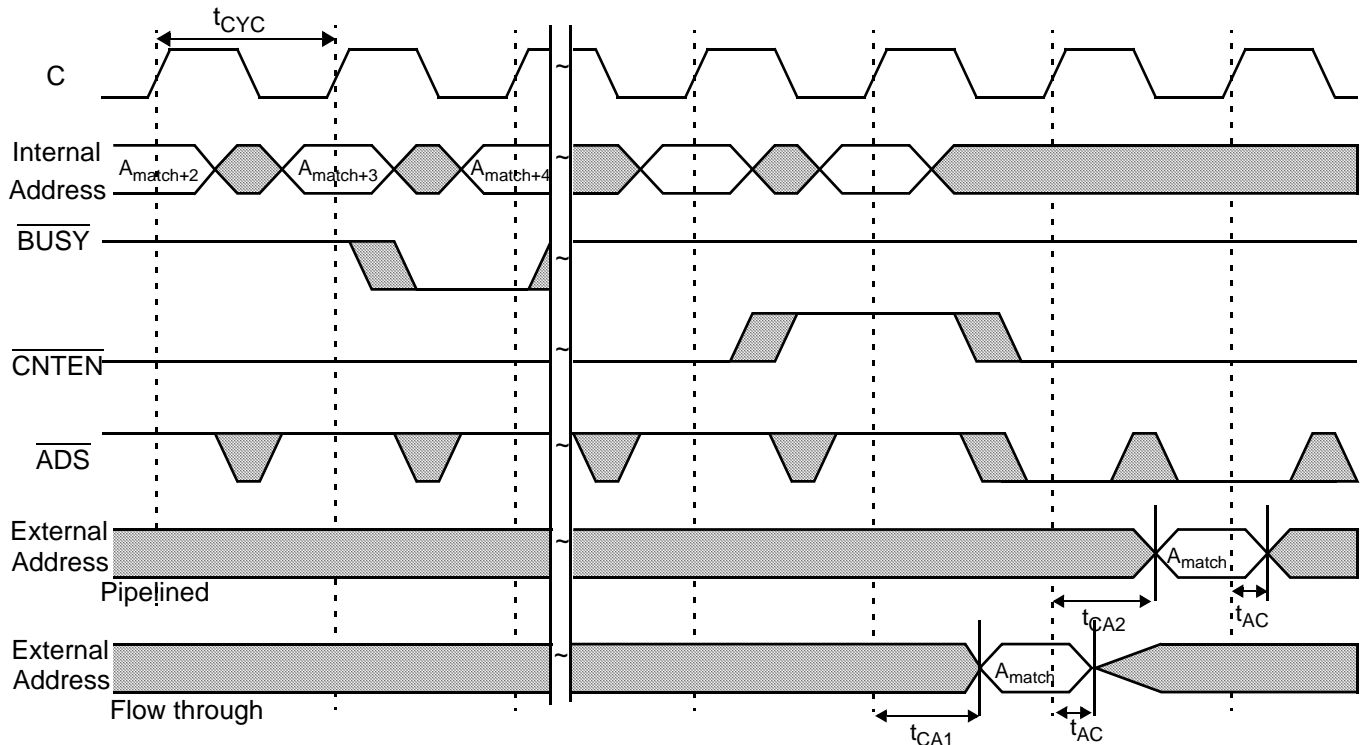 tCYC
C
~
Internal Address
Amatch+2
Amatch+3
Amatch+4
~
BUSY
~
CNTEN
~
ADS
~
External Address
Pipelined
~
Amatch
tCA2
tAC
External Address
Flow through
~
Amatch
tCA1
tAC